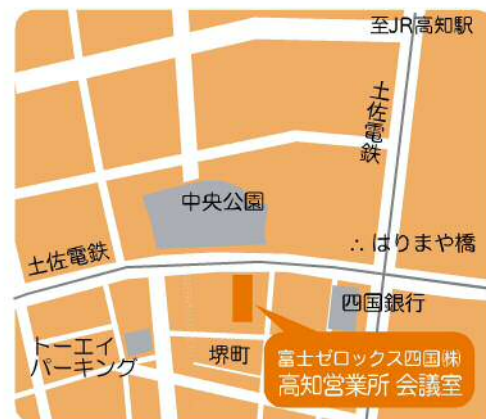 至JR高知駅
土佐電鉄
中央公園
∴はりまや橋
土佐電鉄
四国銀行
トーエイ
パーキング
堺町
富士ゼロックス四国㈱
高知営業所 会議室